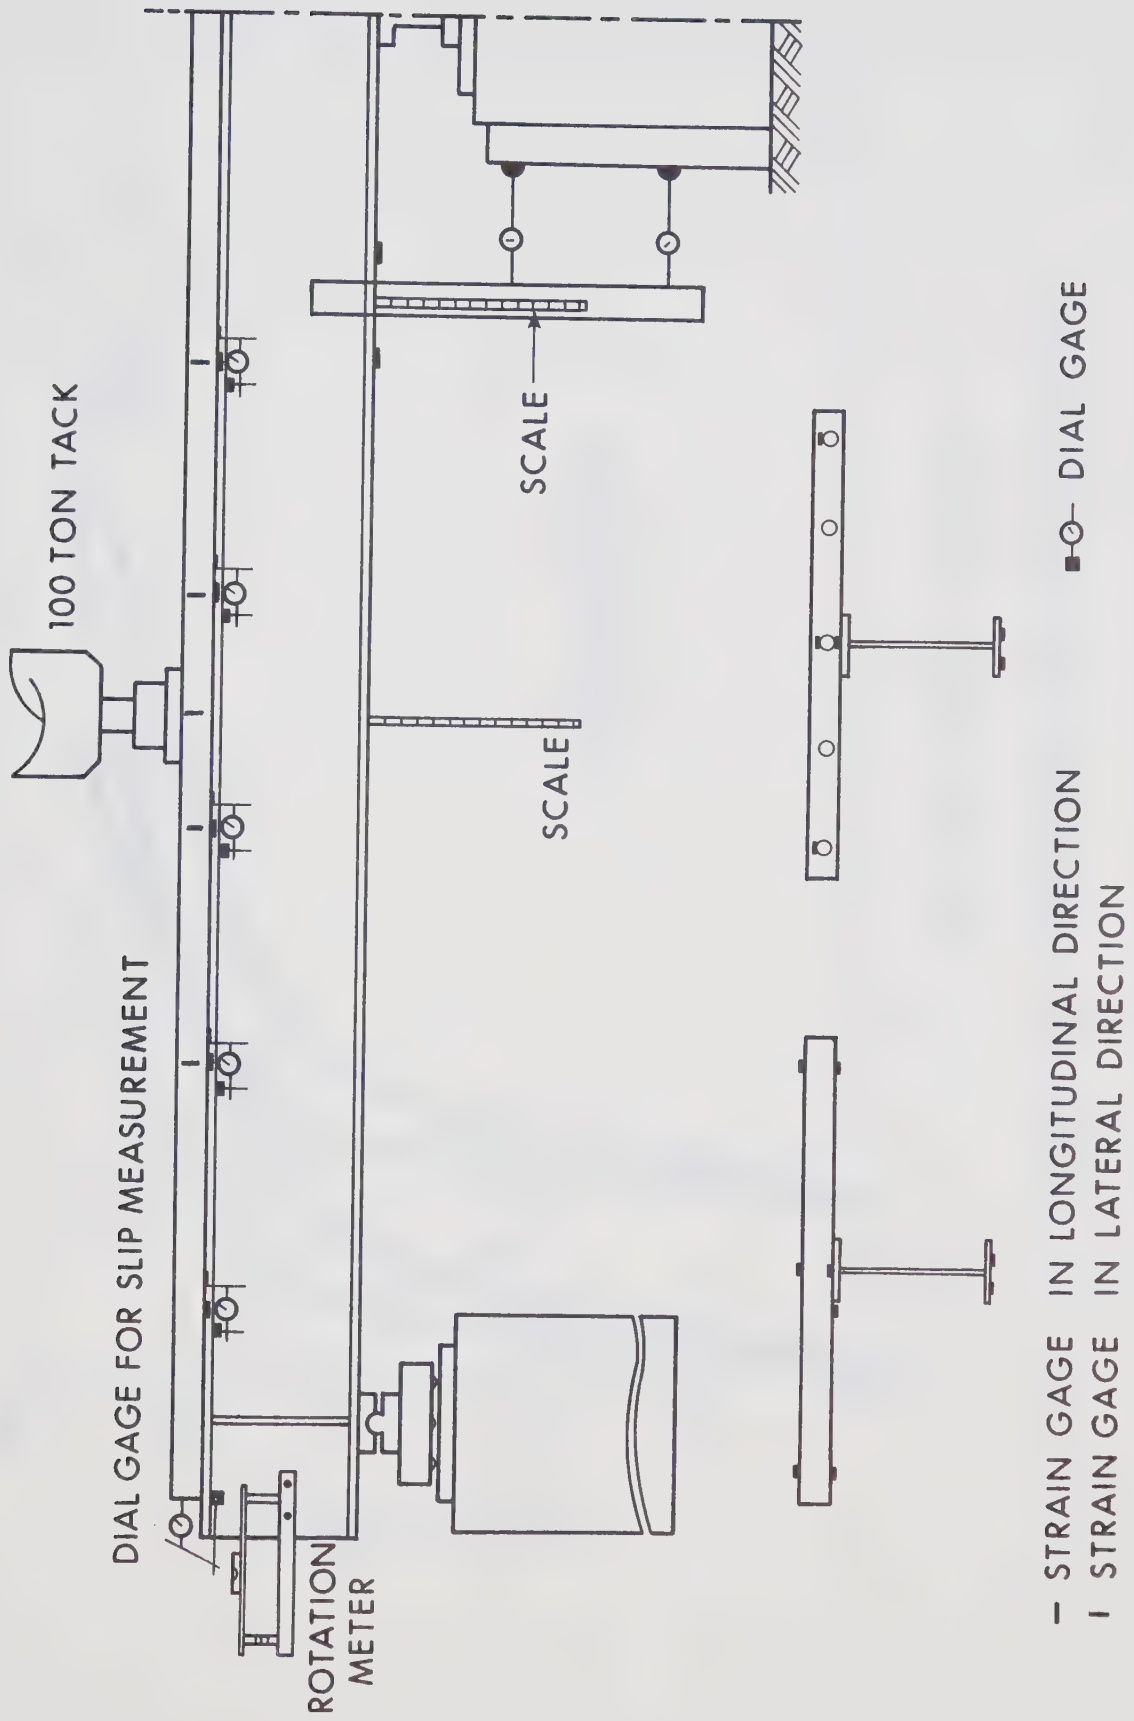 DIAL GAGE FOR SLIP MEASUREMENT
100 TON TACK
ROTATION
METER
SCALE
SCALE
– STRAIN GAGE IN LONGITUDINAL DIRECTION
I STRAIN GAGE IN LATERAL DIRECTION
DIAL GAGE